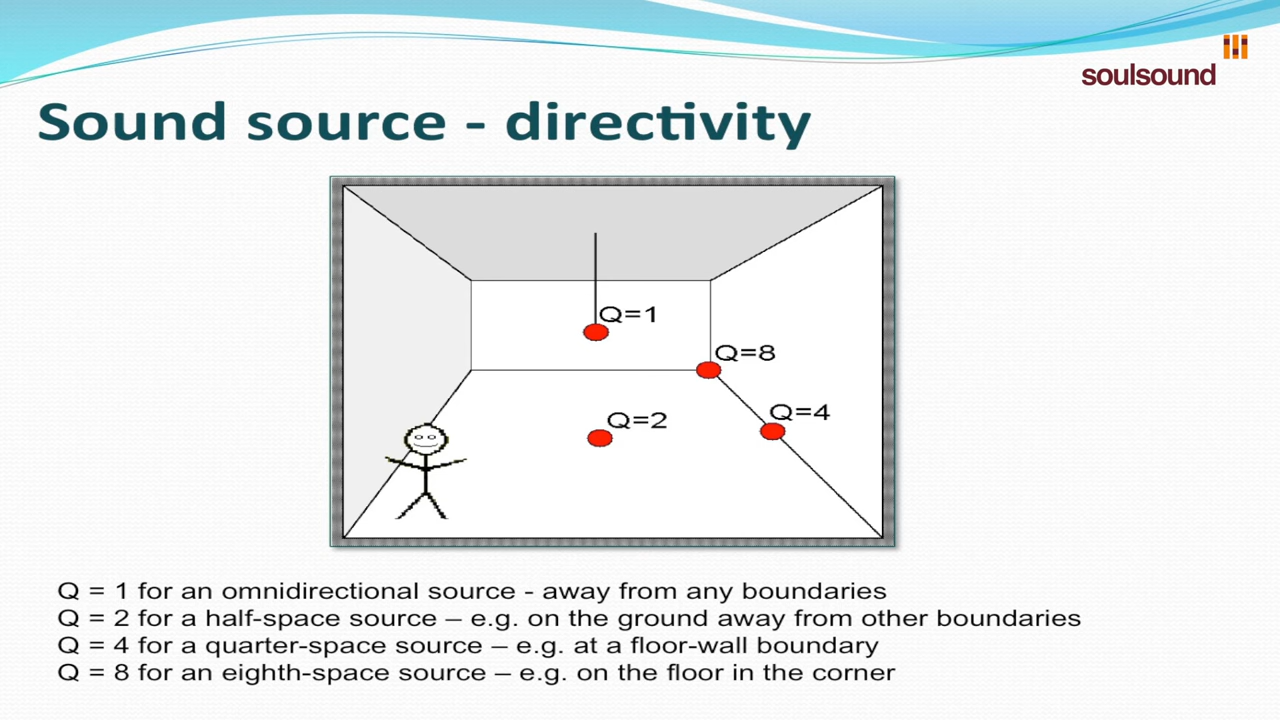 soulsound
Sound source - directivity
Q=1
Q=8
Q=4
Q=2
Q = 1 for an omnidirectional source - away from any boundaries
Q = 2 for a half-space source – e.g. on the ground away from other boundaries
Q = 4 for a quarter-space source – e.g. at a floor-wall boundary
Q = 8 for an eighth-space source – e.g. on the floor in the corner